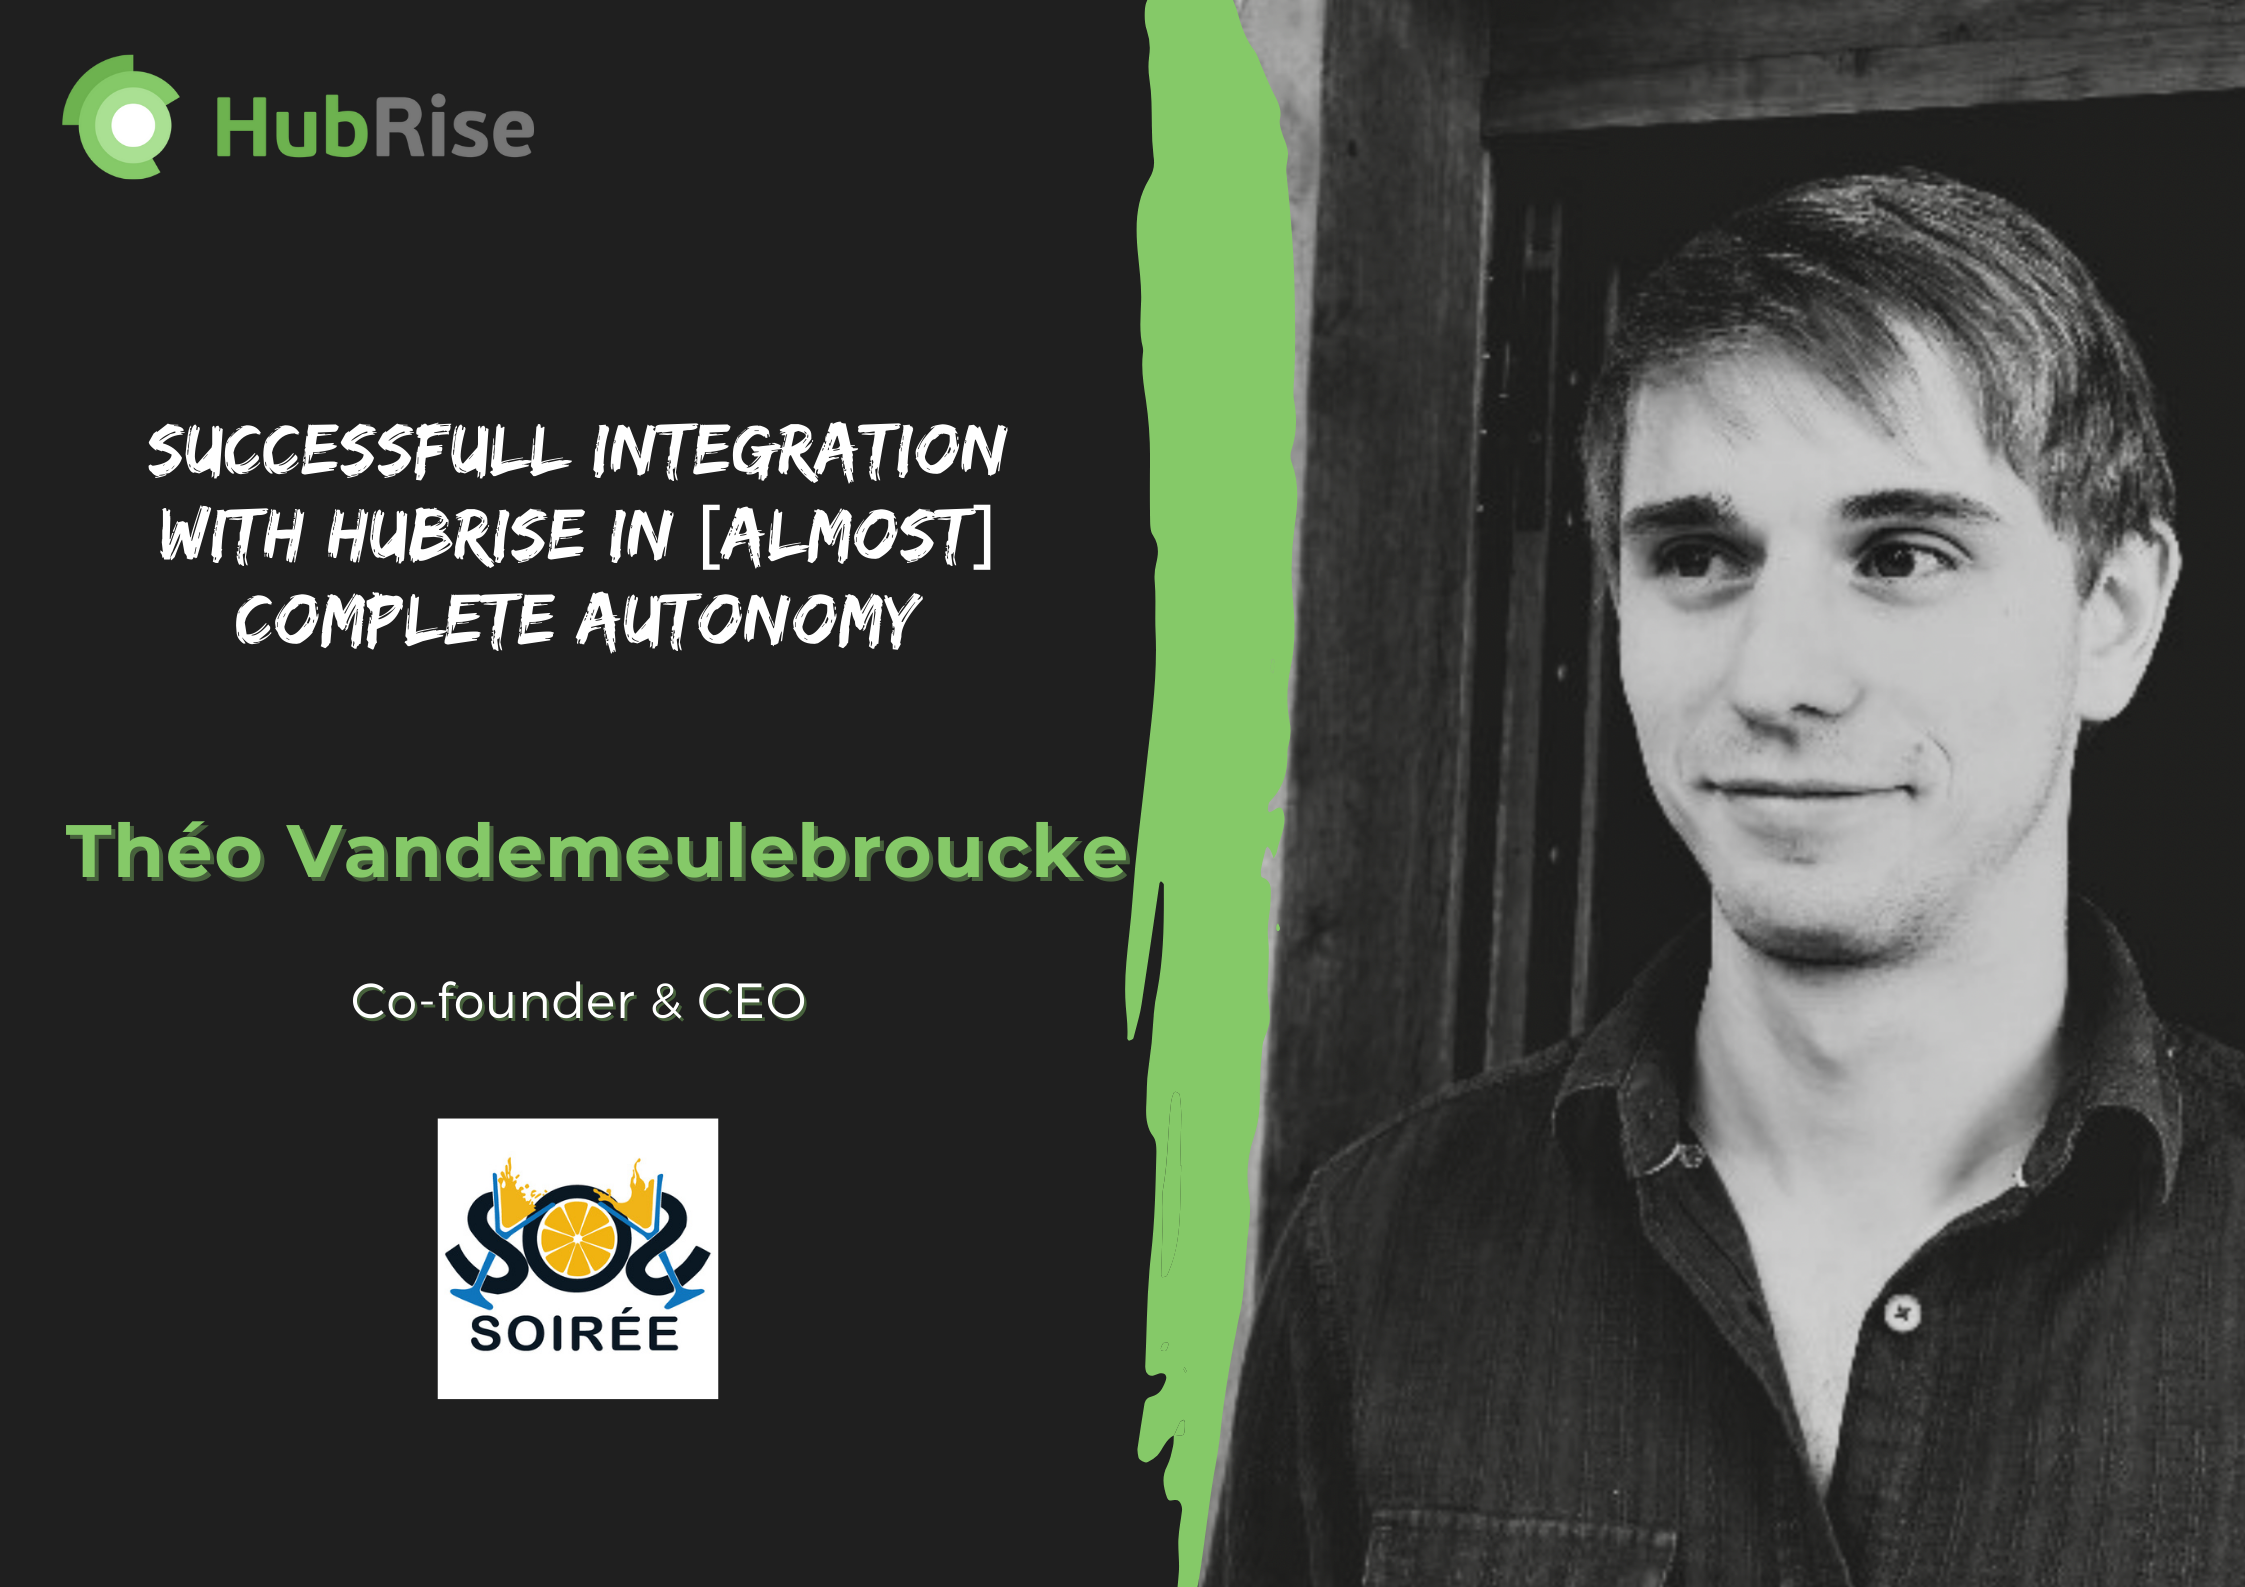 HubRise
SUCCESSFULL INTEGRATION
WITH HUBRISE IN [ALMOST]
COMPLETE AUTONOMY
Théo Vandemeulebroucke
Co-founder & CEO
SOS
SOIRÉE